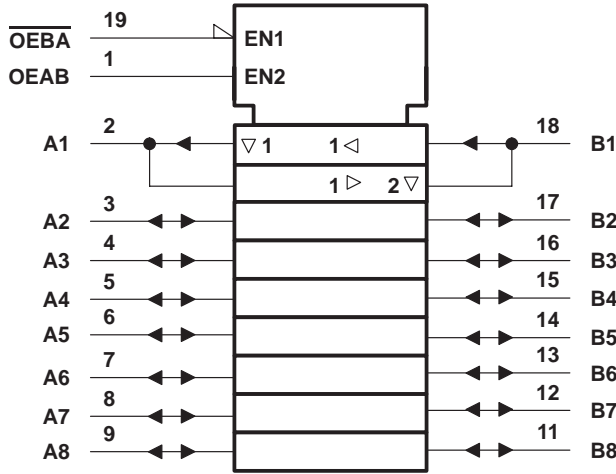 19
OEBA
EN1
1
OEAB
EN2
2
18
A1
▽ 1
1 ◁
B1
1 ▷
2 ▽
3
17
A2
B2
4
16
A3
B3
5
15
A4
B4
6
14
A5
B5
7
13
A6
B6
8
12
A7
B7
9
11
A8
B8